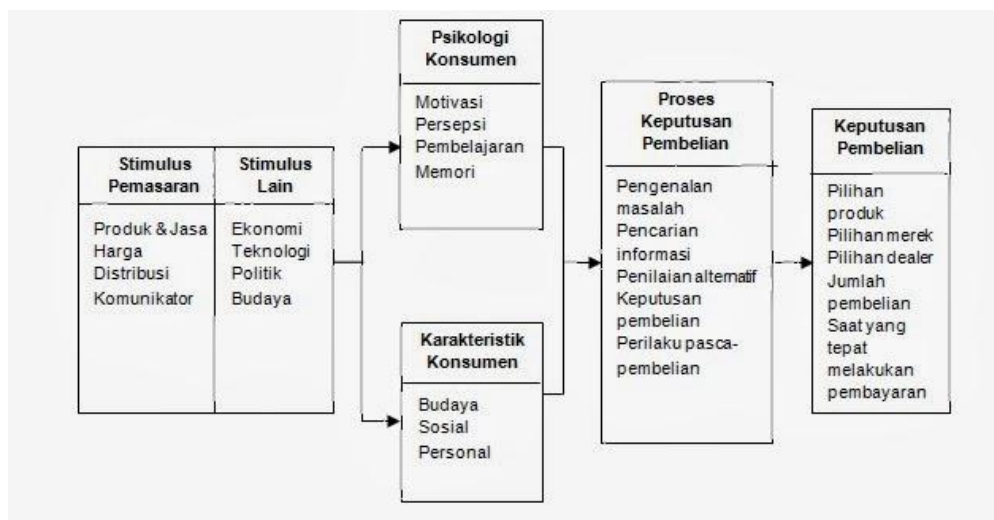 Stimulus
Pemasaran
Produk & Jasa
Harga
Distribusi
Komunikator
Stimulus
Lain
Ekonomi
Teknologi
Politik
Budaya
Psikologi
Konsumen
Motivasi
Persepsi
Pembelajaran
Memori
Karakteristik
Konsumen
Budaya
Sosial
Personal
Proses
Keputusan
Pembelian
Pengenalan
masalah
Pencarian
informasi
Penilaian alternatif
Keputusan
pembelian
Perilaku pasca-
pembelian
Keputusan
Pembelian
Pilihan
produk
Pilihan merek
Pilihan dealer
Jumlah
pembelian
Saat yang
tepat
melakukan
pembayaran